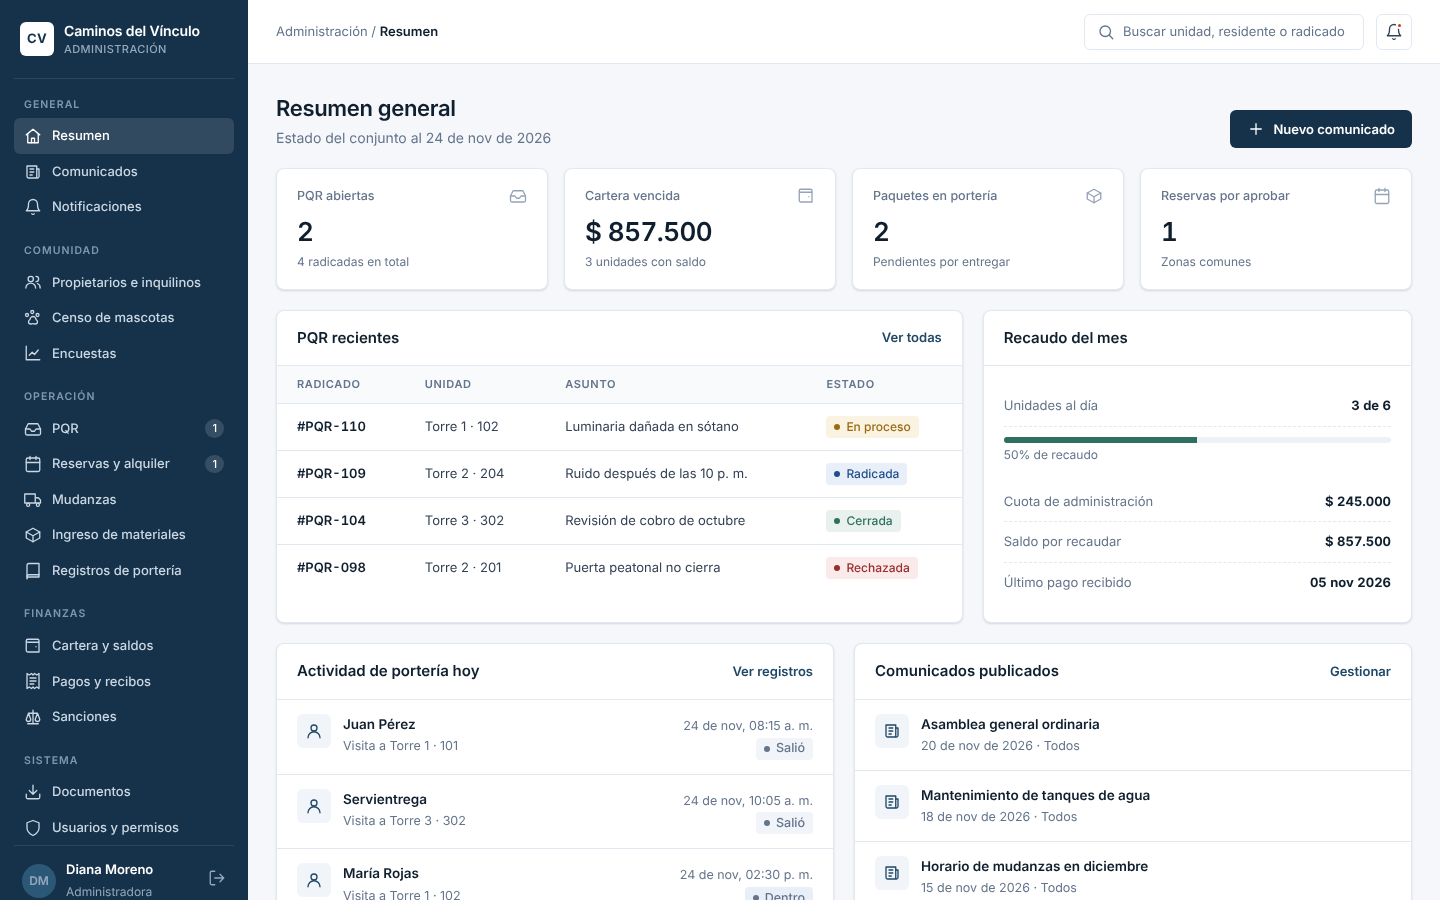 CV
Caminos del Vínculo
ADMINISTRACIÓN
GENERAL
Resumen
Comunicados
Notificaciones
COMUNIDAD
Propietarios e inquilinos
Censo de mascotas
Encuestas
OPERACIÓN
PQR 1
Reservas y alquiler 1
Mudanzas
Ingreso de materiales
Registros de portería
FINANZAS
Cartera y saldos
Pagos y recibos
Sanciones
SISTEMA
Documentos
Usuarios y permisos
DM
Diana Moreno
Administradora
Administración / Resumen
Buscar unidad, residente o radicado
Resumen general
Estado del conjunto al 24 de nov de 2026
Nuevo comunicado
PQR abiertas
2
4 radicadas en total
Cartera vencida
$ 857.500
3 unidades con saldo
Paquetes en portería
2
Pendientes por entregar
Reservas por aprobar
1
Zonas comunes
PQR recientes
Ver todas
RADICADO UNIDAD ASUNTO ESTADO
#PQR-110 Torre 1 · 102 Luminaria dañada en sótano En proceso
#PQR-109 Torre 2 · 204 Ruido después de las 10 p. m. Radicada
#PQR-104 Torre 3 · 302 Revisión de cobro de octubre Cerrada
#PQR-098 Torre 2 · 201 Puerta peatonal no cierra Rechazada
Recaudo del mes
Unidades al día 3 de 6
50% de recaudo
Cuota de administración $ 245.000
Saldo por recaudar $ 857.500
Último pago recibido 05 nov 2026
Actividad de portería hoy
Ver registros
Juan Pérez
Visita a Torre 1 · 101
24 de nov, 08:15 a. m.
Salió
Servientrega
Visita a Torre 3 · 302
24 de nov, 10:05 a. m.
Salió
María Rojas
Visita a Torre 1 · 102
24 de nov, 02:30 p. m.
Dentro
Comunicados publicados
Gestionar
Asamblea general ordinaria
20 de nov de 2026 · Todos
Mantenimiento de tanques de agua
18 de nov de 2026 · Todos
Horario de mudanzas en diciembre
15 de nov de 2026 · Todos